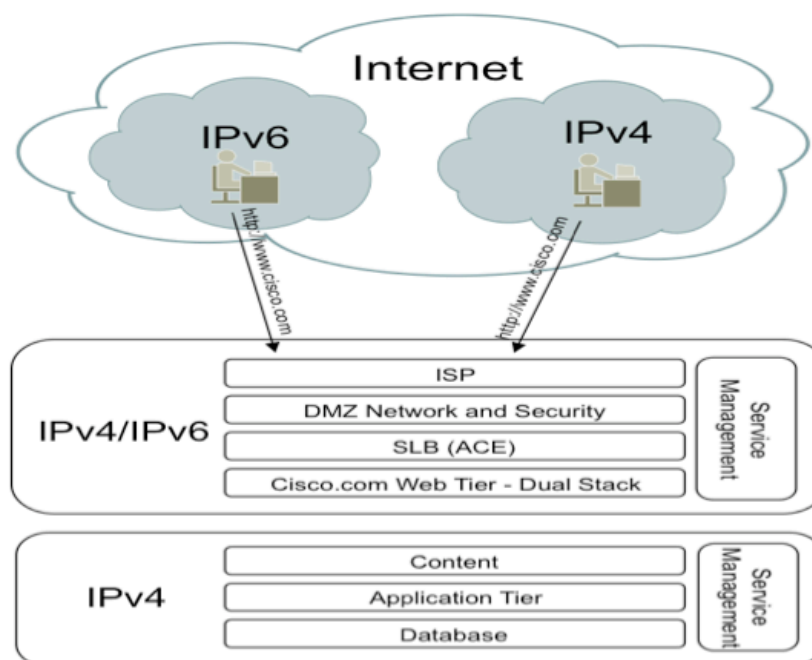 Internet
IPv6
IPv4
http://www.cisco.com
http://www.cisco.com
IPv4/IPv6
ISP
DMZ Network and Security
SLB (ACE)
Cisco.com Web Tier - Dual Stack
Service
Management
IPv4
Content
Application Tier
Database
Service
Management